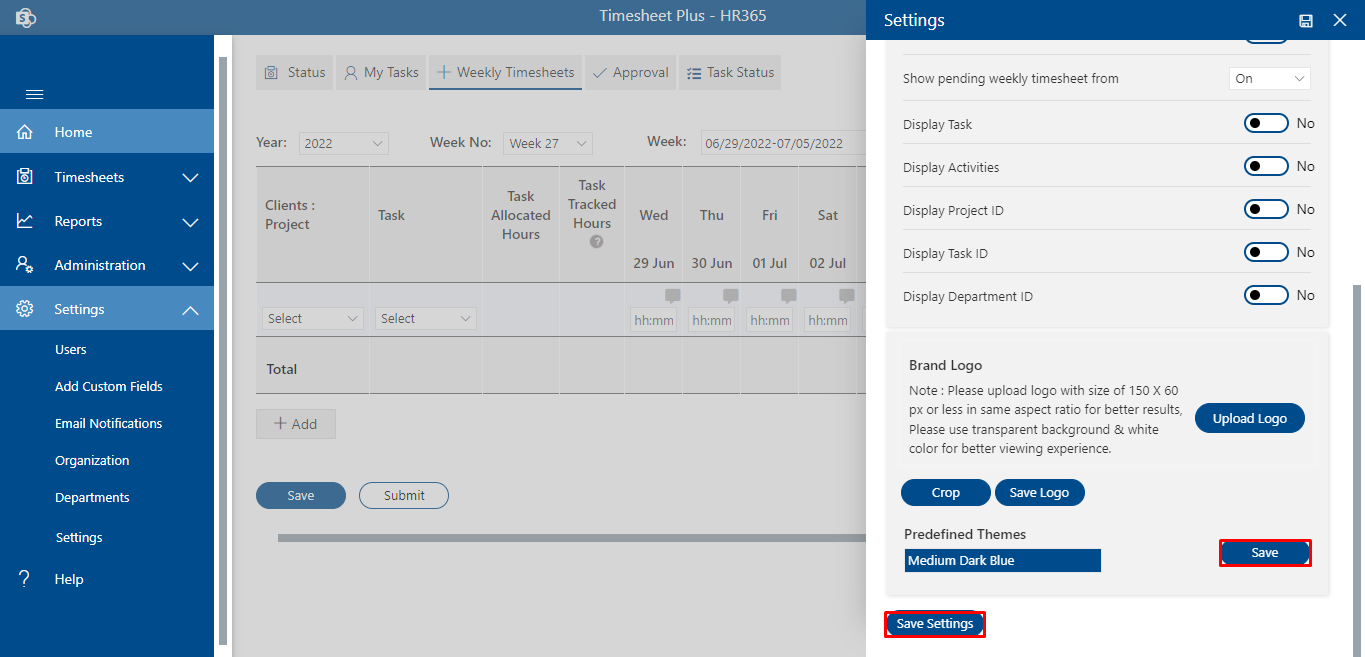 Timesheet Plus - HR365
Settings
Home
Timesheets
Reports
Administration
Settings
Users
Add Custom Fields
Email Notifications
Organization
Departments
Settings
? Help
Status
My Tasks
Weekly Timesheets
Approval
Task Status
Year: 2022
Week No: Week 27
Week: 06/29/2022-07/05/2022
Clients :
Project
Task
Task
Allocated
Hours
Task
Tracked
Hours
?
Wed
29 Jun
Thu
30 Jun
Fri
01 Jul
Sat
02 Jul
Select
Select
hh:mm
hh:mm
hh:mm
hh:mm
Total
+ Add
Save
Submit
Show pending weekly timesheet from On
Display Task No
Display Activities No
Display Project ID No
Display Task ID No
Display Department ID No
Brand Logo
Note : Please upload logo with size of 150 X 60
px or less in same aspect ratio for better results,
Please use transparent background & white
color for better viewing experience.
Upload Logo
Crop
Save Logo
Predefined Themes
Medium Dark Blue
Save
Save Settings